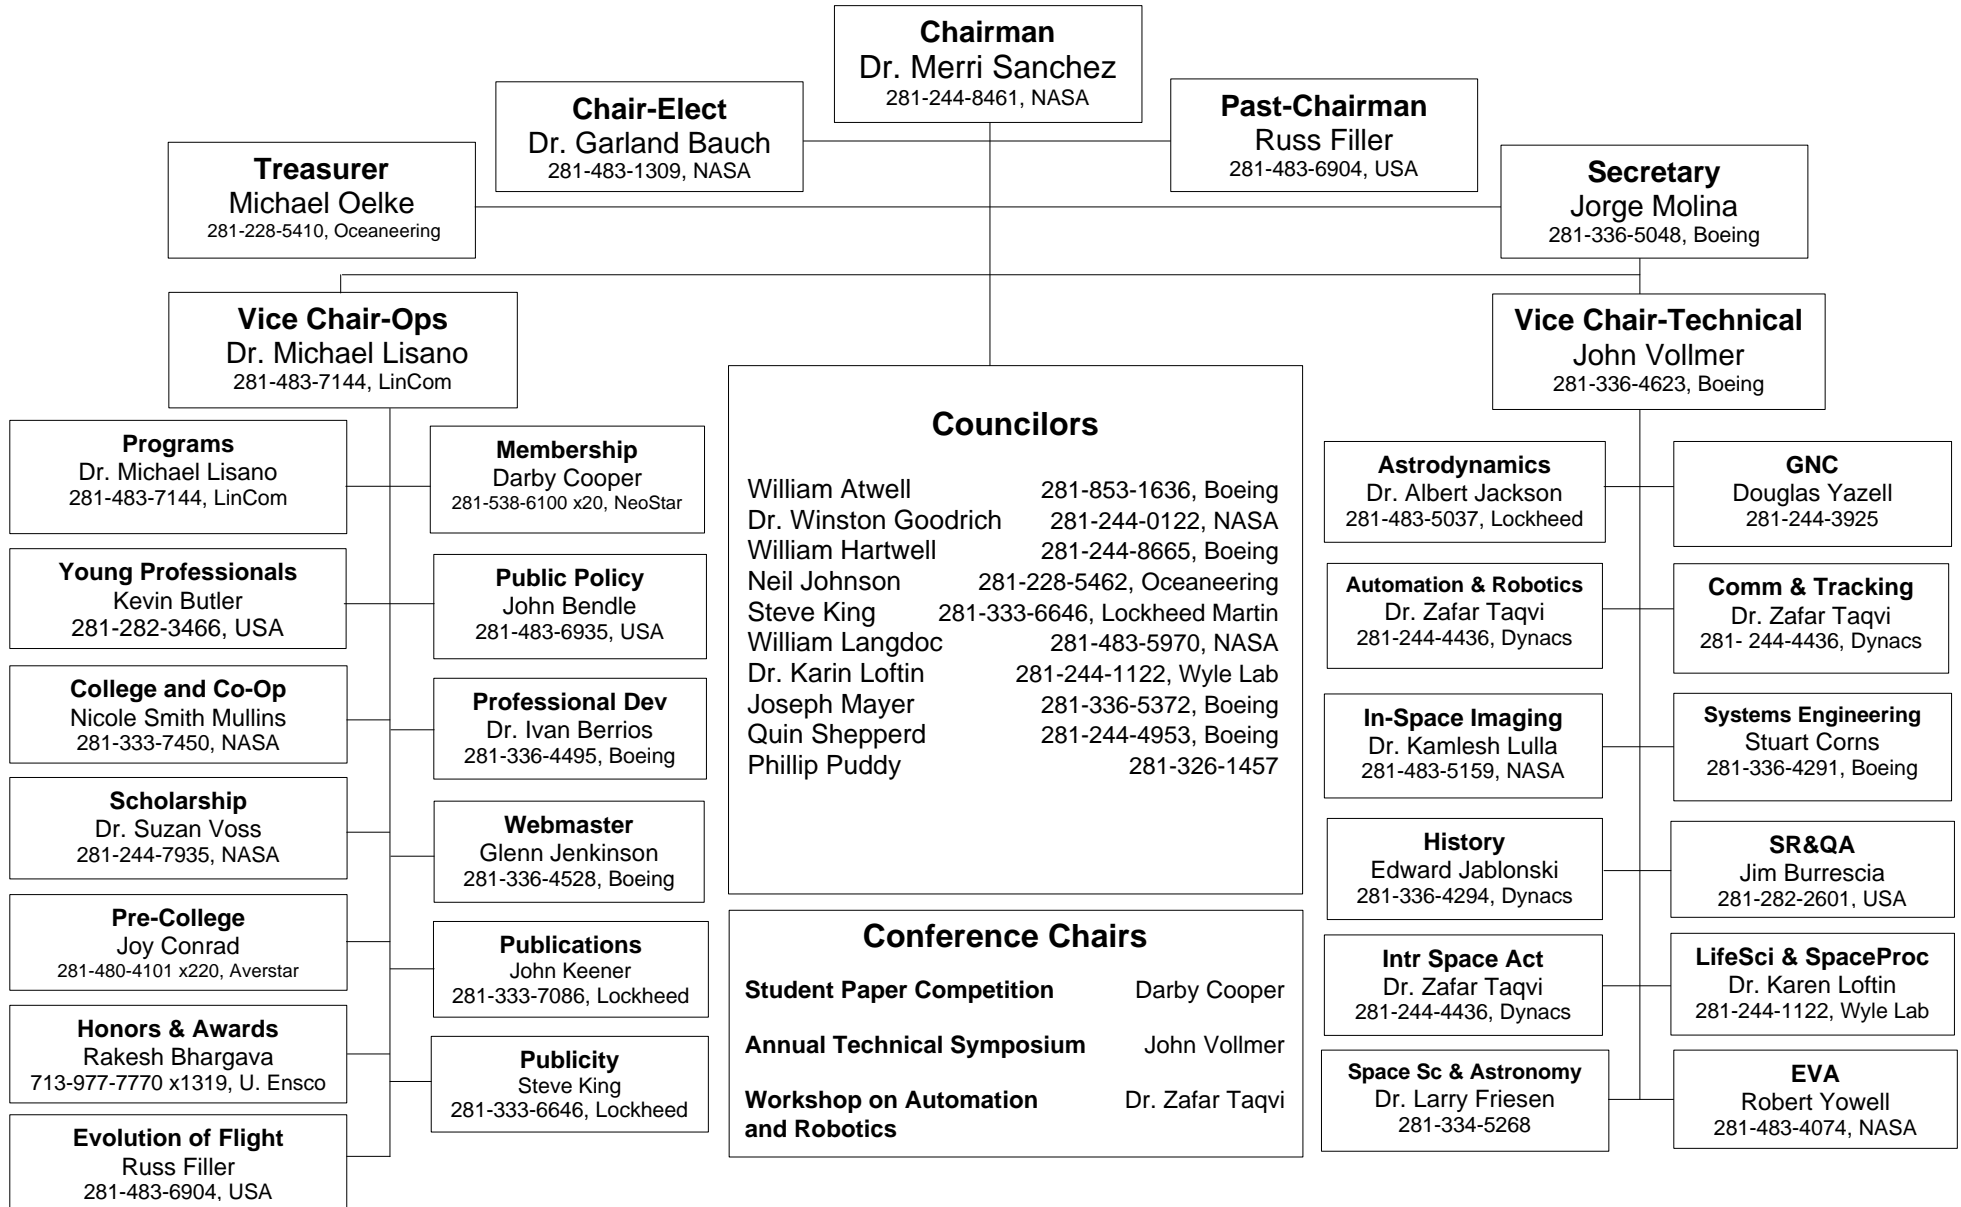 Chairman
Dr. Merri Sanchez
281-244-8461, NASA
Chair-Elect
Dr. Garland Bauch
281-483-1309, NASA
Past-Chairman
Russ Filler
281-483-6904, USA
Treasurer
Michael Oelke
281-228-5410, Oceaneering
Secretary
Jorge Molina
281-336-5048, Boeing
Vice Chair-Ops
Dr. Michael Lisano
281-483-7144, LinCom
Vice Chair-Technical
John Vollmer
281-336-4623, Boeing
Programs
Dr. Michael Lisano
281-483-7144, LinCom
Membership
Darby Cooper
281-538-6100 x20, NeoStar
Young Professionals
Kevin Butler
281-282-3466, USA
Public Policy
John Bendle
281-483-6935, USA
College and Co-Op
Nicole Smith Mullins
281-333-7450, NASA
Professional Dev
Dr. Ivan Berrios
281-336-4495, Boeing
Scholarship
Dr. Suzan Voss
281-244-7935, NASA
Webmaster
Glenn Jenkinson
281-336-4528, Boeing
Pre-College
Joy Conrad
281-480-4101 x220, Averstar
Publications
John Keener
281-333-7086, Lockheed
Honors & Awards
Rakesh Bhargava
713-977-7770 x1319, U. Ensco
Publicity
Steve King
281-333-6646, Lockheed
Evolution of Flight
Russ Filler
281-483-6904, USA
Councilors
William Atwell 281-853-1636, Boeing
Dr. Winston Goodrich 281-244-0122, NASA
William Hartwell 281-244-8665, Boeing
Neil Johnson 281-228-5462, Oceaneering
Steve King 281-333-6646, Lockheed Martin
William Langdoc 281-483-5970, NASA
Dr. Karin Loftin 281-244-1122, Wyle Lab
Joseph Mayer 281-336-5372, Boeing
Quin Shepperd 281-244-4953, Boeing
Phillip Puddy 281-326-1457
Conference Chairs
Student Paper Competition Darby Cooper
Annual Technical Symposium John Vollmer
Workshop on Automation Dr. Zafar Taqvi
and Robotics
Astrodynamics
Dr. Albert Jackson
281-483-5037, Lockheed
GNC
Douglas Yazell
281-244-3925
Automation & Robotics
Dr. Zafar Taqvi
281-244-4436, Dynacs
Comm & Tracking
Dr. Zafar Taqvi
281- 244-4436, Dynacs
In-Space Imaging
Dr. Kamlesh Lulla
281-483-5159, NASA
Systems Engineering
Stuart Corns
281-336-4291, Boeing
History
Edward Jablonski
281-336-4294, Dynacs
SR&QA
Jim Burrescia
281-282-2601, USA
Intr Space Act
Dr. Zafar Taqvi
281-244-4436, Dynacs
LifeSci & SpaceProc
Dr. Karen Loftin
281-244-1122, Wyle Lab
Space Sc & Astronomy
Dr. Larry Friesen
281-334-5268
EVA
Robert Yowell
281-483-4074, NASA